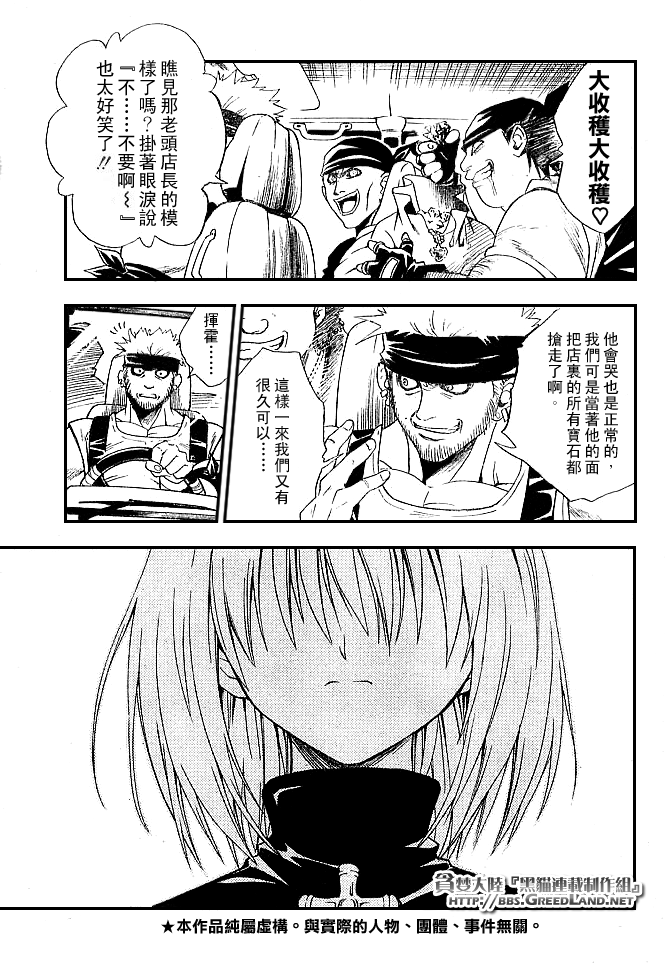 大收穫大收穫♡
瞧見那老頭店長的模
樣了嗎？掛著眼淚說
『不……不要啊～』
也太好笑了!!
他會哭也是正常的，
我們可是當著他的面
把店裏的所有寶石都
搶走了啊。
這樣一來我們又有
很久可以……
揮霍……
貪婪大陸『黑貓連載制作組』
HTTP://BBS.GREEDLAND.NET/
★本作品純屬虛構。與實際的人物、團體、事件無關。